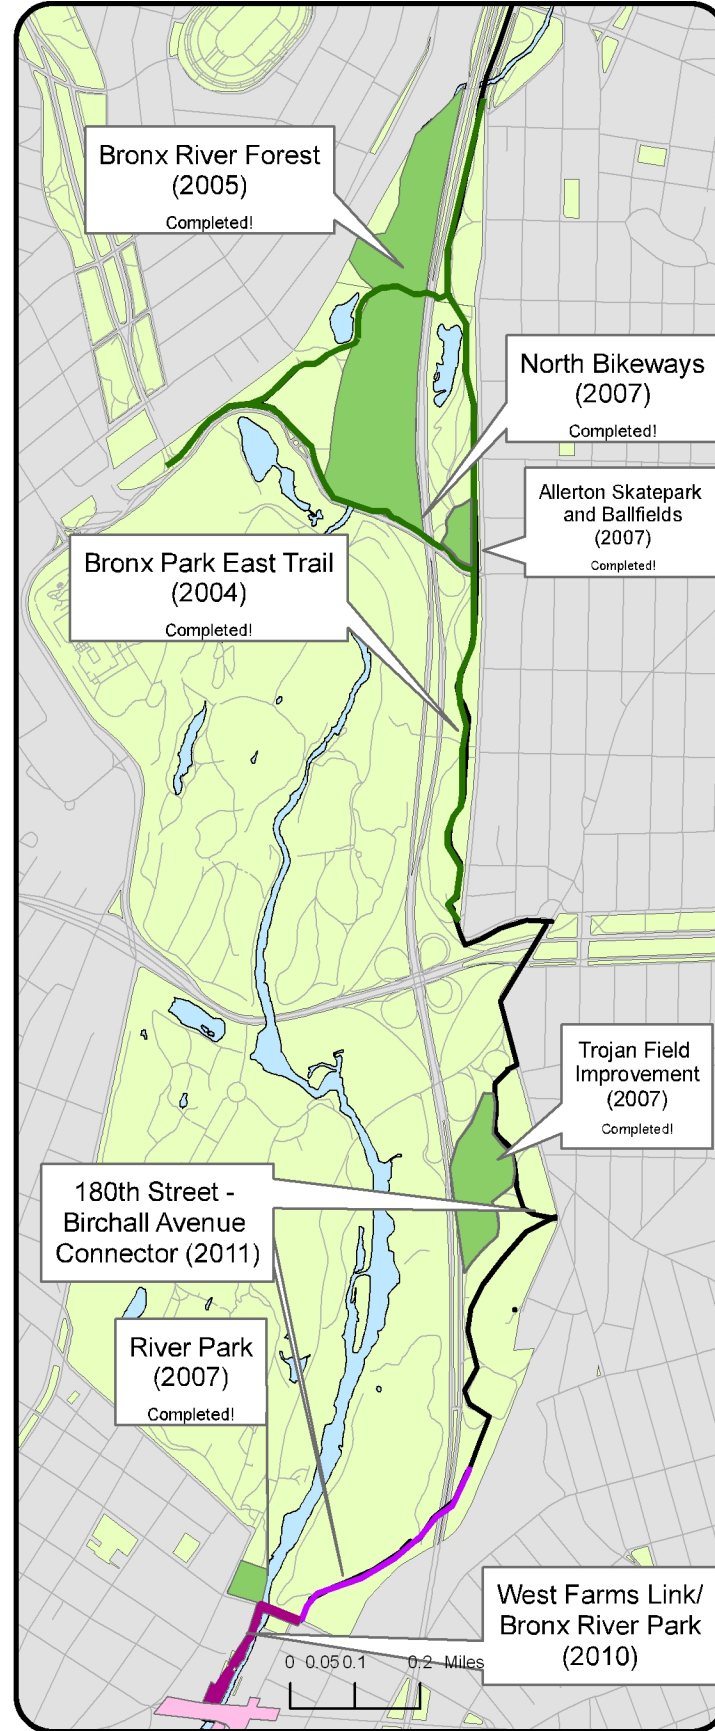 Bronx River Forest
(2005)
Completed!
North Bikeways
(2007)
Completed!
Allerton Skatepark
and Ballfields
(2007)
Completed!
Bronx Park East Trail
(2004)
Completed!
Trojan Field
Improvement
(2007)
Completed!
180th Street -
Birchall Avenue
Connector (2011)
River Park
(2007)
Completed!
West Farms Link/
Bronx River Park
(2010)
0 0.05 0.1 0.2 Miles